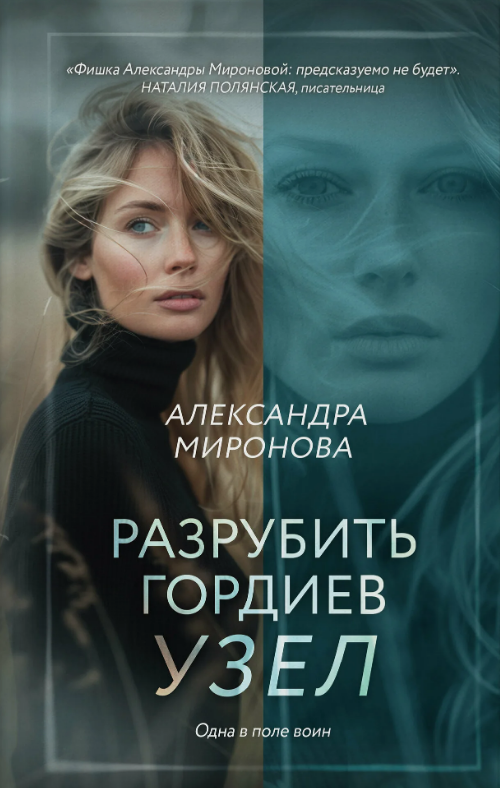 «Фишка Александры Мироновой: предсказуемо не будет».
НАТАЛИЯ ПОЛЯНСКАЯ, писательница
АЛЕКСАНДРА
МИРОНОВА
РАЗРУБИТЬ
ГОРДИЕВ
УЗЕЛ
Одна в поле воин